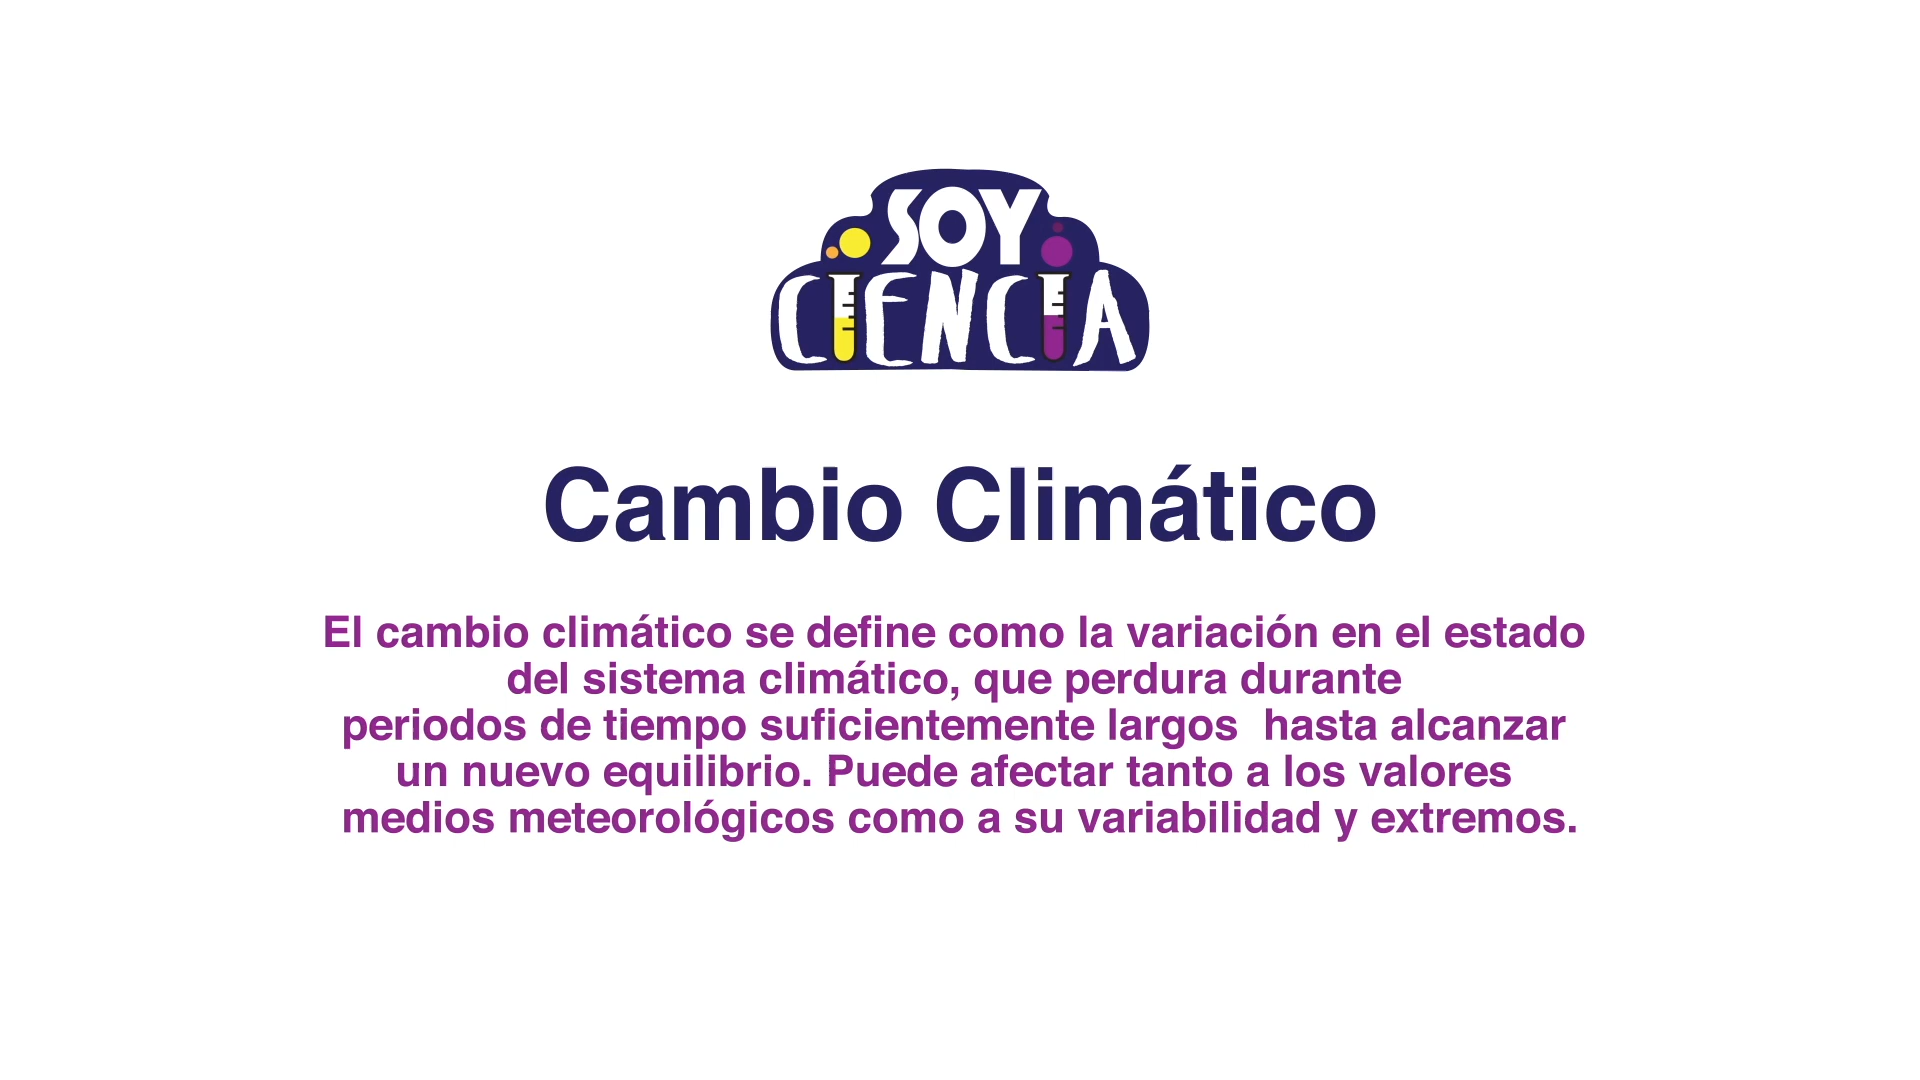 SOY
CIENCIA
Cambio Climático
El cambio climático se define como la variación en el estado
del sistema climático, que perdura durante
periodos de tiempo suficientemente largos  hasta alcanzar
un nuevo equilibrio. Puede afectar tanto a los valores
medios meteorológicos como a su variabilidad y extremos.